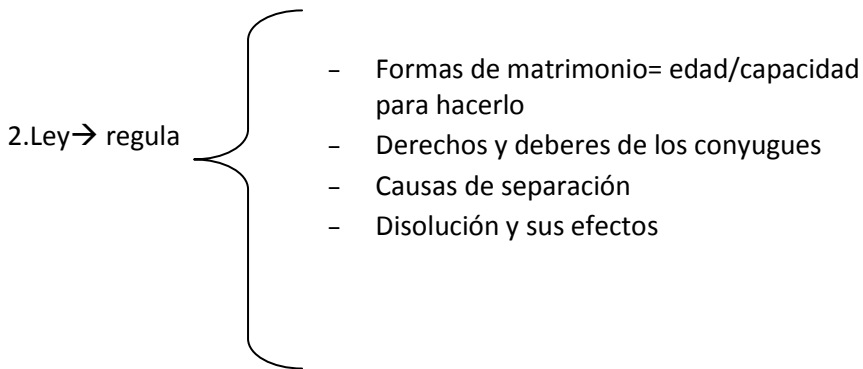 – Formas de matrimonio= edad/capacidad
para hacerlo
2.Ley→ regula
– Derechos y deberes de los conyugues
– Causas de separación
– Disolución y sus efectos